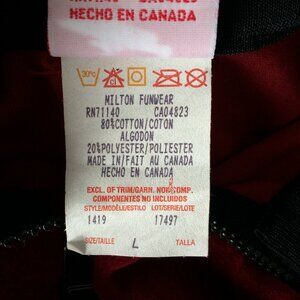 HECHO EN CANADA
30°C
MILTON FUNWEAR
RN71140 CA04823
80%COTTON/COTON
ALGODON
20%POLYESTER/POLIESTER
MADE IN/FAIT AU CANADA
HECHO EN CANADA
EXCL. OF TRIM/GARN. NON COMP.
COMPONENTES NO INCLUIDOS
STYLE/MODÈLE/ESTILO LOT/SERIE/LOTE
1419 17497
SIZE/TAILLE L TALLA